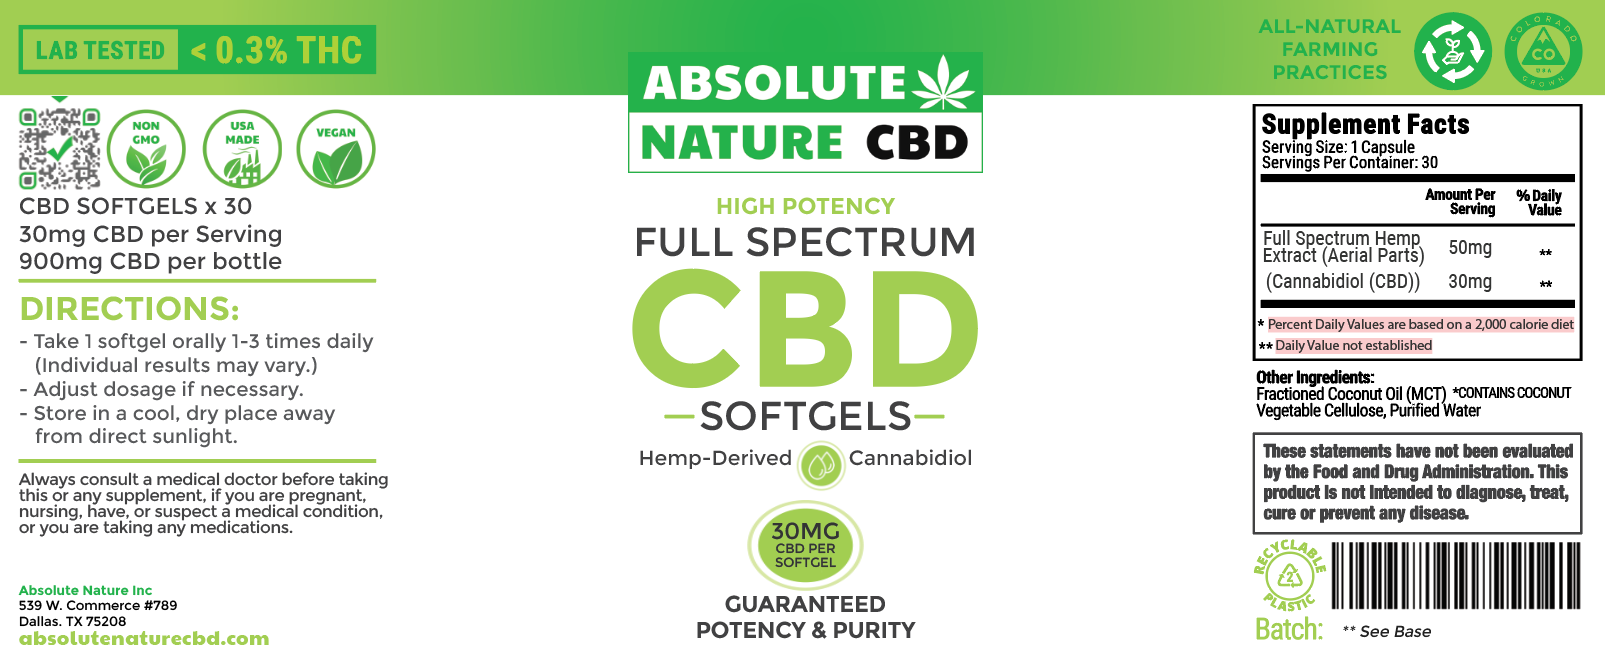 LAB TESTED < 0.3% THC
NON
GMO
USA
MADE
VEGAN
CBD SOFTGELS x 30
30mg CBD per Serving
900mg CBD per bottle
DIRECTIONS:
- Take 1 softgel orally 1-3 times daily
(Individual results may vary.)
- Adjust dosage if necessary.
- Store in a cool, dry place away
from direct sunlight.
Always consult a medical doctor before taking
this or any supplement, if you are pregnant,
nursing, have, or suspect a medical condition,
or you are taking any medications.
Absolute Nature Inc
539 W. Commerce #789
Dallas. TX 75208
absolutenaturecbd.com
ABSOLUTE
NATURE CBD
HIGH POTENCY
FULL SPECTRUM
CBD
SOFTGELS
Hemp-Derived Cannabidiol
30MG
CBD PER
SOFTGEL
GUARANTEED
POTENCY & PURITY
ALL-NATURAL
FARMING
PRACTICES
COLORADO
CO
USA
GROWN
Supplement Facts
Serving Size: 1 Capsule
Servings Per Container: 30
Amount Per
Serving
% Daily
Value
Full Spectrum Hemp
Extract (Aerial Parts) 50mg **
(Cannabidiol (CBD)) 30mg **
* Percent Daily Values are based on a 2,000 calorie diet
** Daily Value not established
Other Ingredients:
Fractioned Coconut Oil (MCT) *CONTAINS COCONUT
Vegetable Cellulose, Purified Water
These statements have not been evaluated
by the Food and Drug Administration. This
product is not intended to diagnose, treat,
cure or prevent any disease.
RECYCLABLE
2
PLASTIC
Batch: ** See Base